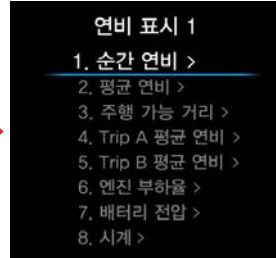 연비 표시 1
1. 순간 연비 >
2. 평균 연비 >
3. 주행 가능 거리 >
4. Trip A 평균 연비 >
5. Trip B 평균 연비 >
6. 엔진 부하율 >
7. 배터리 전압 >
8. 시계 >